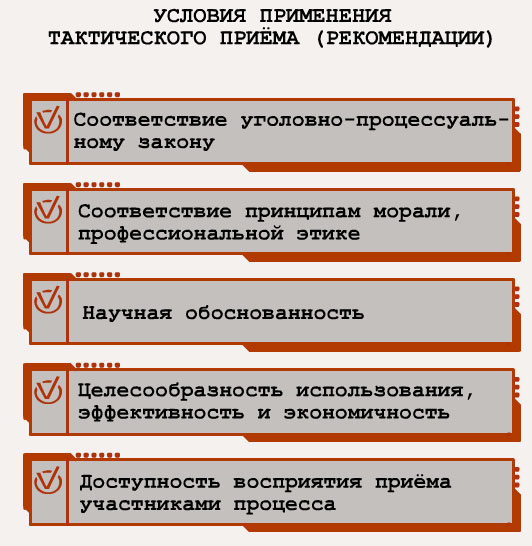 УСЛОВИЯ ПРИМЕНЕНИЯ
ТАКТИЧЕСКОГО ПРИЁМА (РЕКОМЕНДАЦИИ)
Соответствие уголовно-процессуаль-
ному закону
Соответствие принципам морали,
профессиональной этике
Научная обоснованность
Целесообразность использования,
эффективность и экономичность
Доступность восприятия приёма
участниками процесса